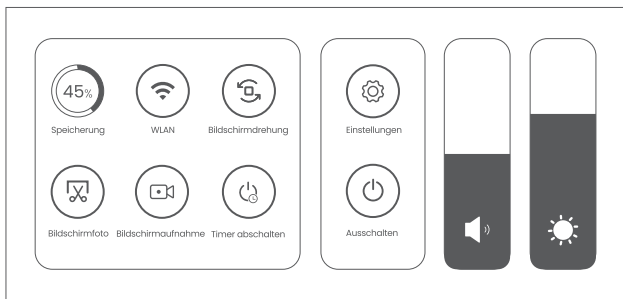 45%
Speicherung
WLAN
Bildschirmdrehung
Einstellungen
Bildschirmfoto
Bildschirmaufnahme
Timer abschalten
Ausschalten